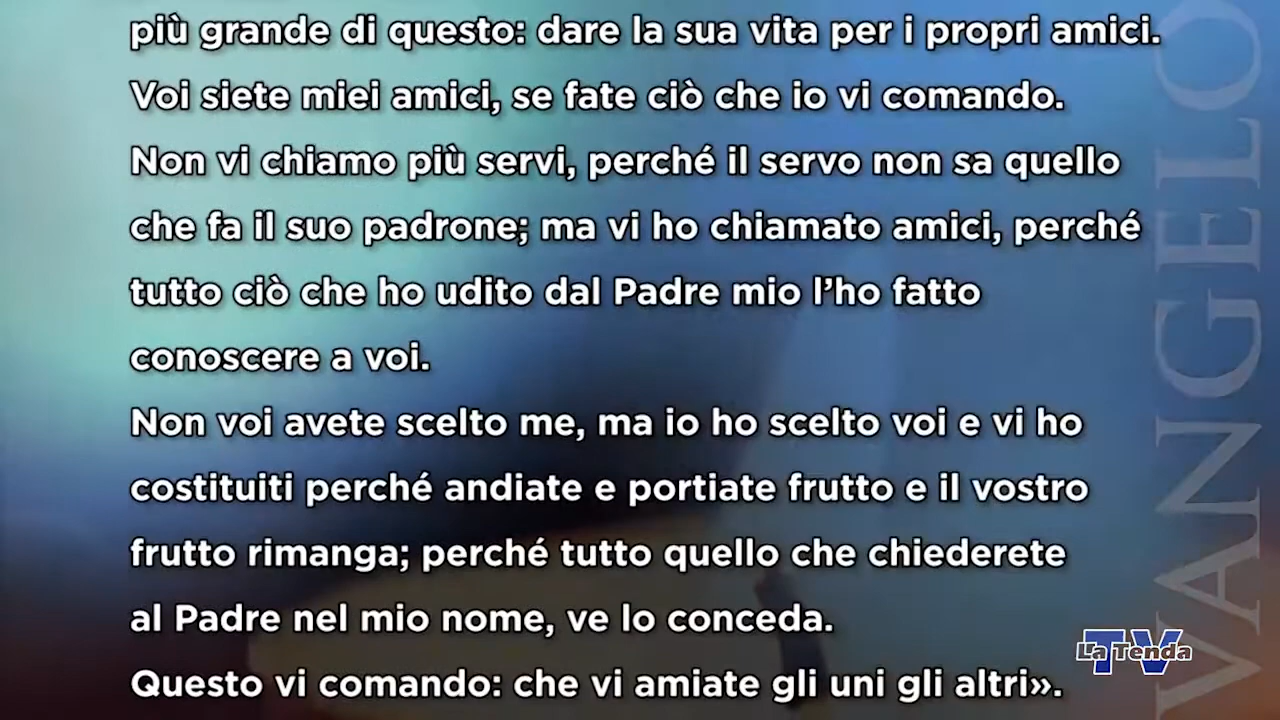 più grande di questo: dare la sua vita per i propri amici.
Voi siete miei amici, se fate ciò che io vi comando.
Non vi chiamo più servi, perché il servo non sa quello
che fa il suo padrone; ma vi ho chiamato amici, perché
tutto ciò che ho udito dal Padre mio l’ho fatto
conoscere a voi.
Non voi avete scelto me, ma io ho scelto voi e vi ho
costituiti perché andiate e portiate frutto e il vostro
frutto rimanga; perché tutto quello che chiederete
al Padre nel mio nome, ve lo conceda.
Questo vi comando: che vi amiate gli uni gli altri».
VANGELO
TV
La Tenda